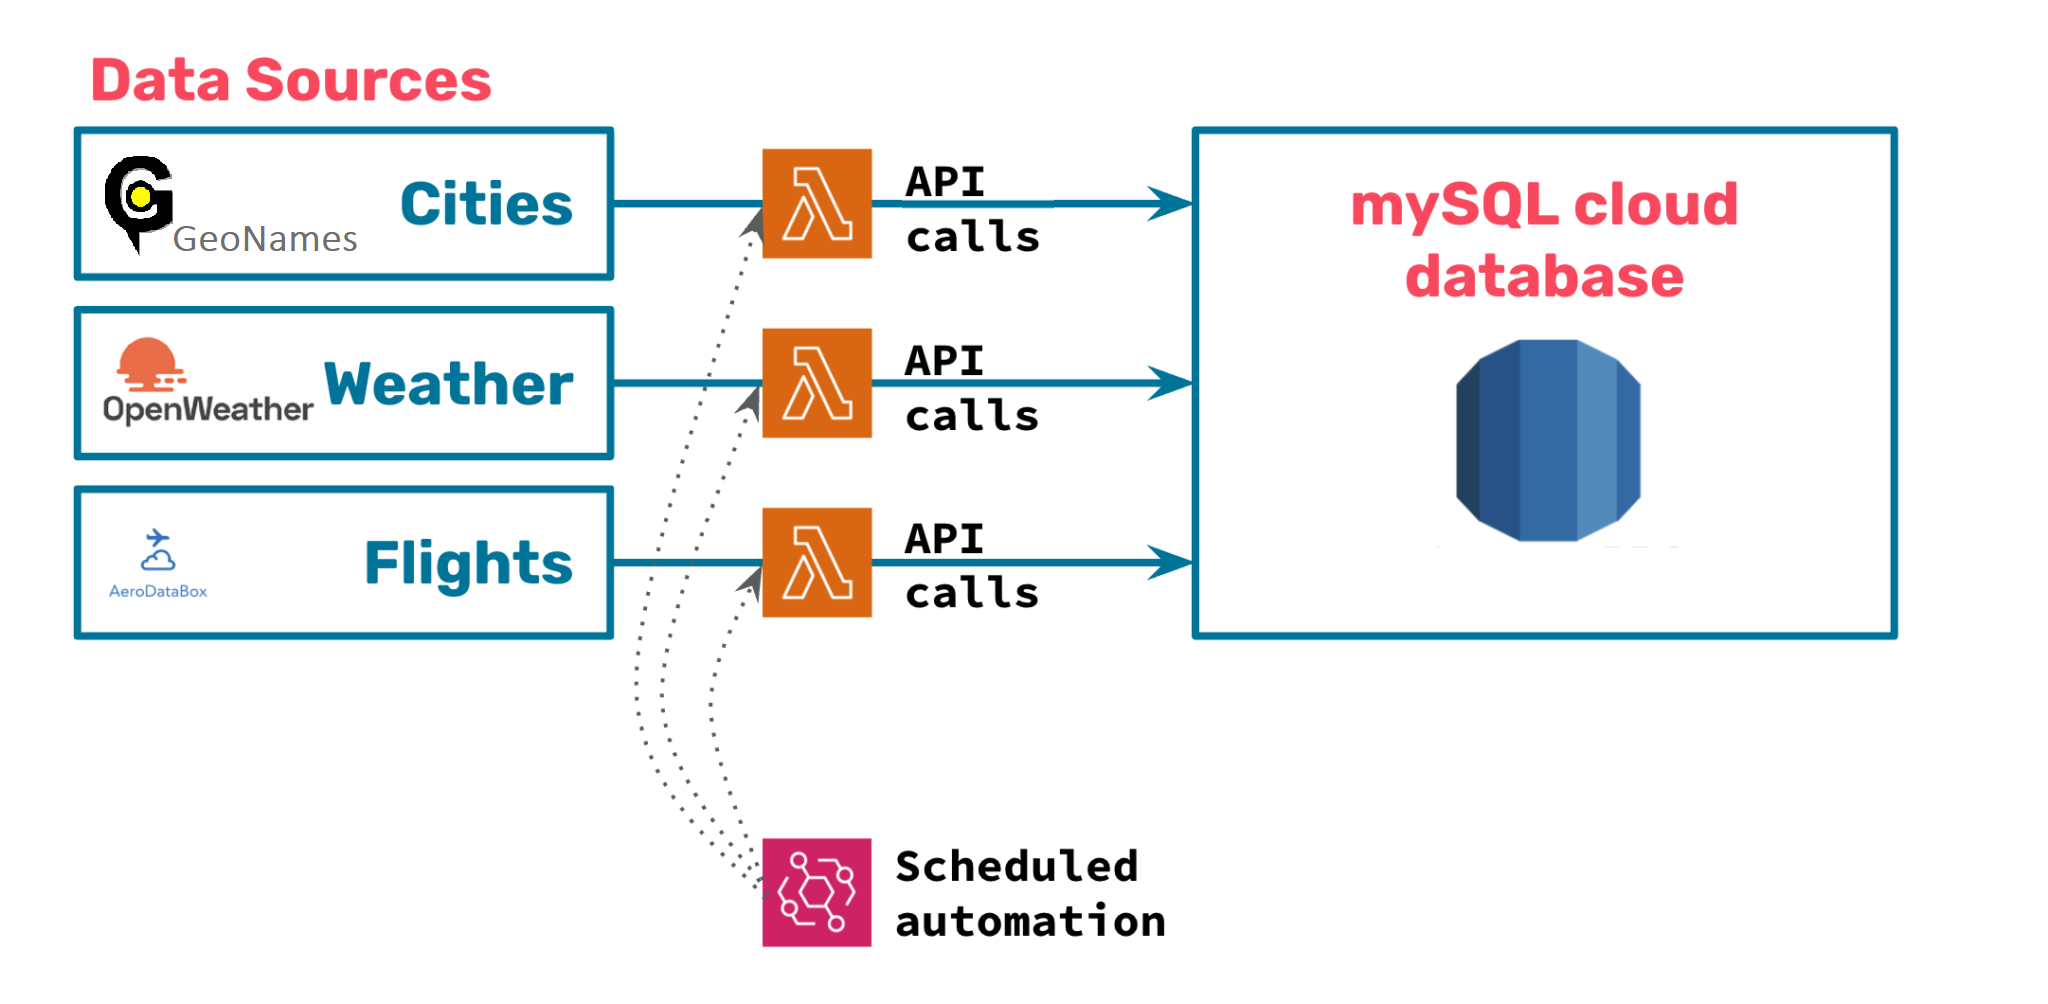 Data Sources
GeoNames
Cities
API
calls
OpenWeather
Weather
API
calls
AeroDataBox
Flights
API
calls
mySQL cloud
database
Scheduled
automation